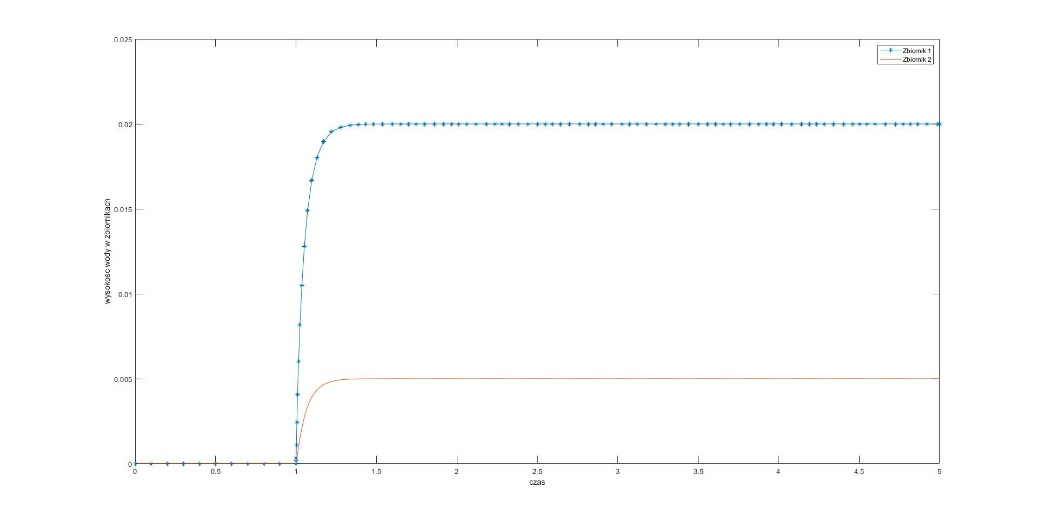 Zbiornik 1
Zbiornik 2
0.025
0.02
0.015
0.01
0.005
0
wysokosc wody w zbiornikach
0 0.5 1 1.5 2 2.5 3 3.5 4 4.5 5
czas